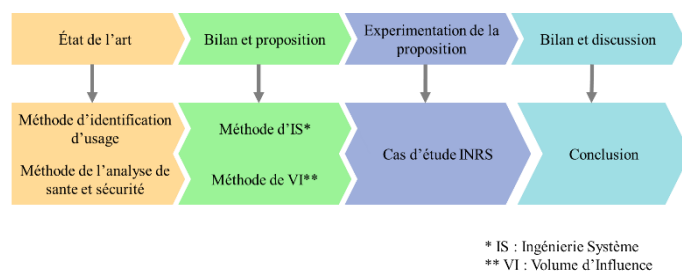 État de l'art
Bilan et proposition
Experimentation de la
proposition
Bilan et discussion
Méthode d'identification
d'usage
Méthode de l'analyse de
sante et sécurité
Méthode d'IS*
Méthode de VI**
Cas d'étude INRS
Conclusion
* IS : Ingénierie Système
** VI : Volume d'Influence